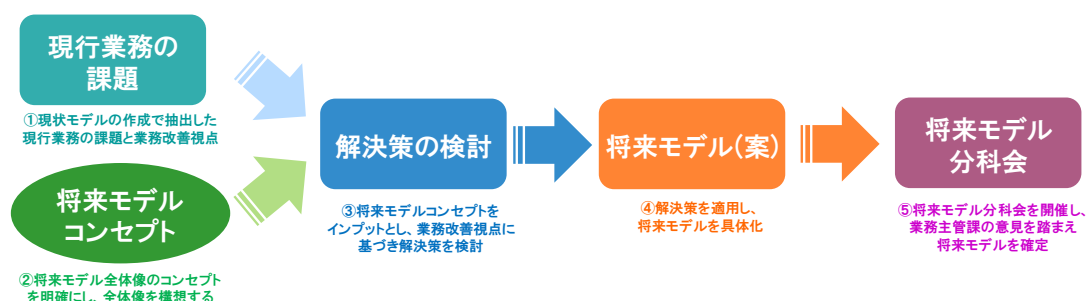 現行業務の
課題
①現状モデルの作成で抽出した
現行業務の課題と業務改善視点
将来モデル
コンセプト
②将来モデル全体像のコンセプト
を明確にし、全体像を構想する
解決策の検討
③将来モデルコンセプトを
インプットとし、業務改善視点に
基づき解決策を検討
将来モデル(案)
④解決策を適用し、
将来モデルを具体化
将来モデル
分科会
⑤将来モデル分科会を開催し、
業務主管課の意見を踏まえ
将来モデルを確定